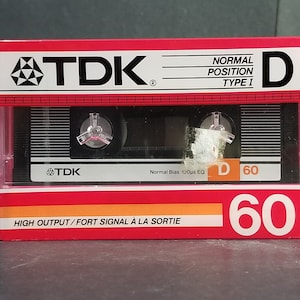 TDK®
NORMAL
POSITION
TYPE I
D
TDK
Normal Bias 120µs EQ
D 60
HIGH OUTPUT / FORT SIGNAL À LA SORTIE
60